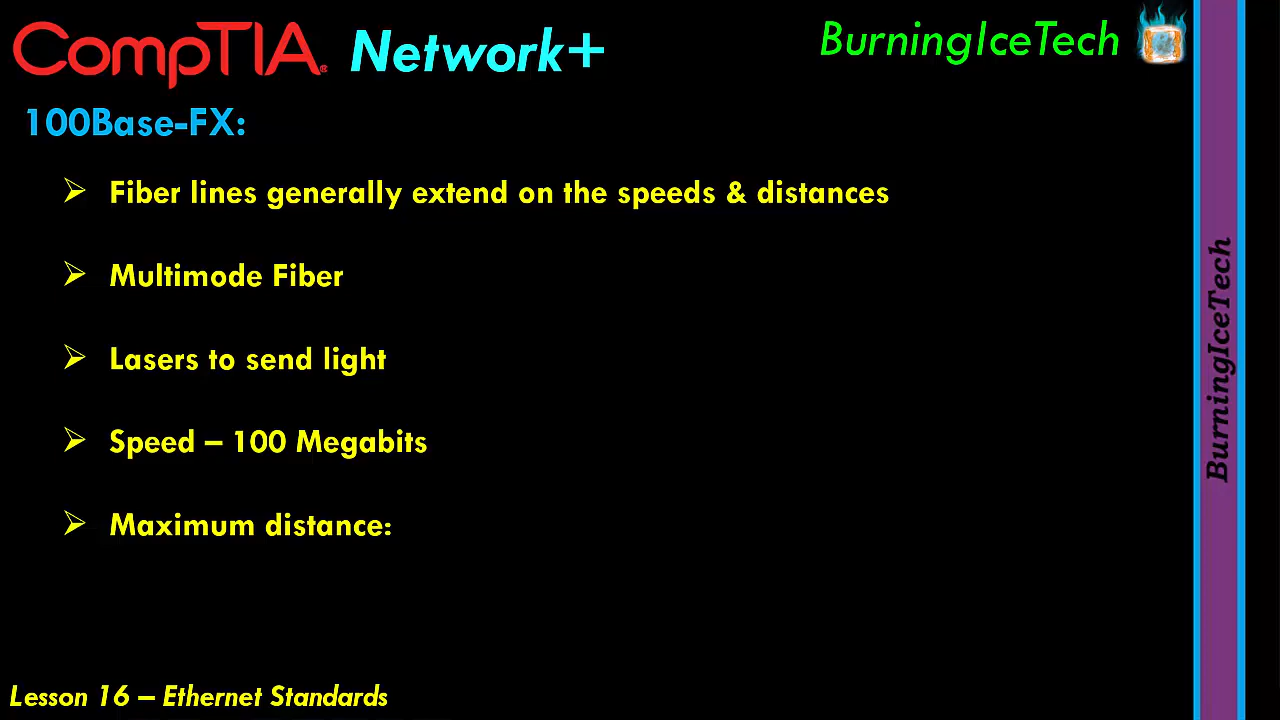 CompTIA® Network+
BurningIceTech
100Base-FX:
➢ Fiber lines generally extend on the speeds & distances
➢ Multimode Fiber
➢ Lasers to send light
➢ Speed – 100 Megabits
➢ Maximum distance:
Lesson 16 – Ethernet Standards
BurningIceTech